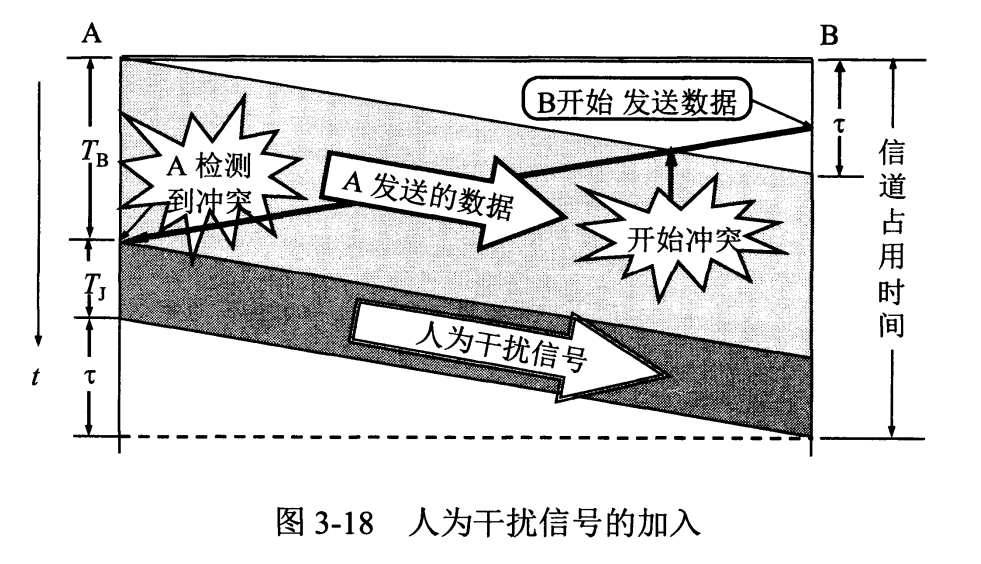 A
B
B开始 发送数据
τ
T_B
A 检测
到冲突
A 发送的数据
开始冲突
信道占用时间
T_J
人为干扰信号
t
τ
图 3-18 人为干扰信号的加入